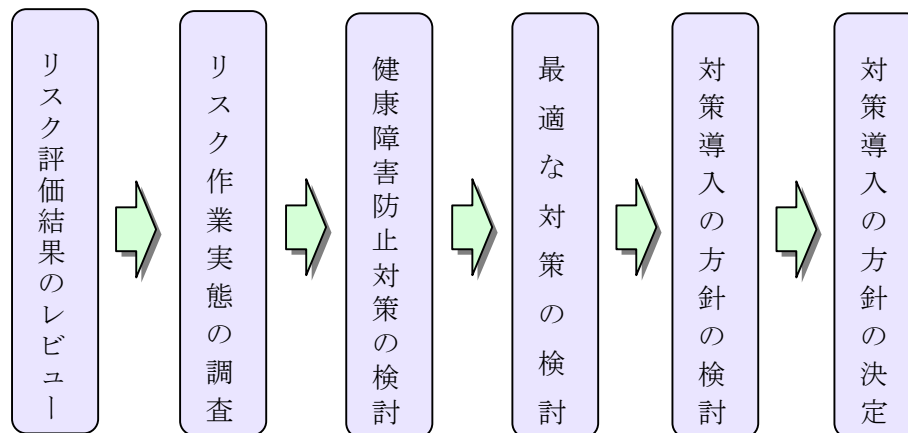 リスク評価結果のレビュー
リスク作業実態の調査
健康障害防止対策の検討
最適な対策の検討
対策導入の方針の検討
対策導入の方針の決定